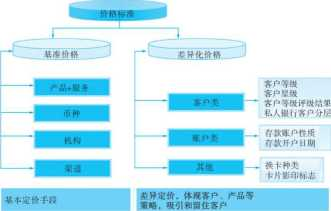 价格标准
基准价格
差异化价格
产品+服务
币种
机构
渠道
客户类
客户等级
客户星级
客户等级评级结果
私人银行客户分层
账户类
存款账户性质
存款开户日期
其他
换卡种类
卡片影印标志
基本定价手段
差异定价，体现客户、产品等
策略，吸引和留住客户